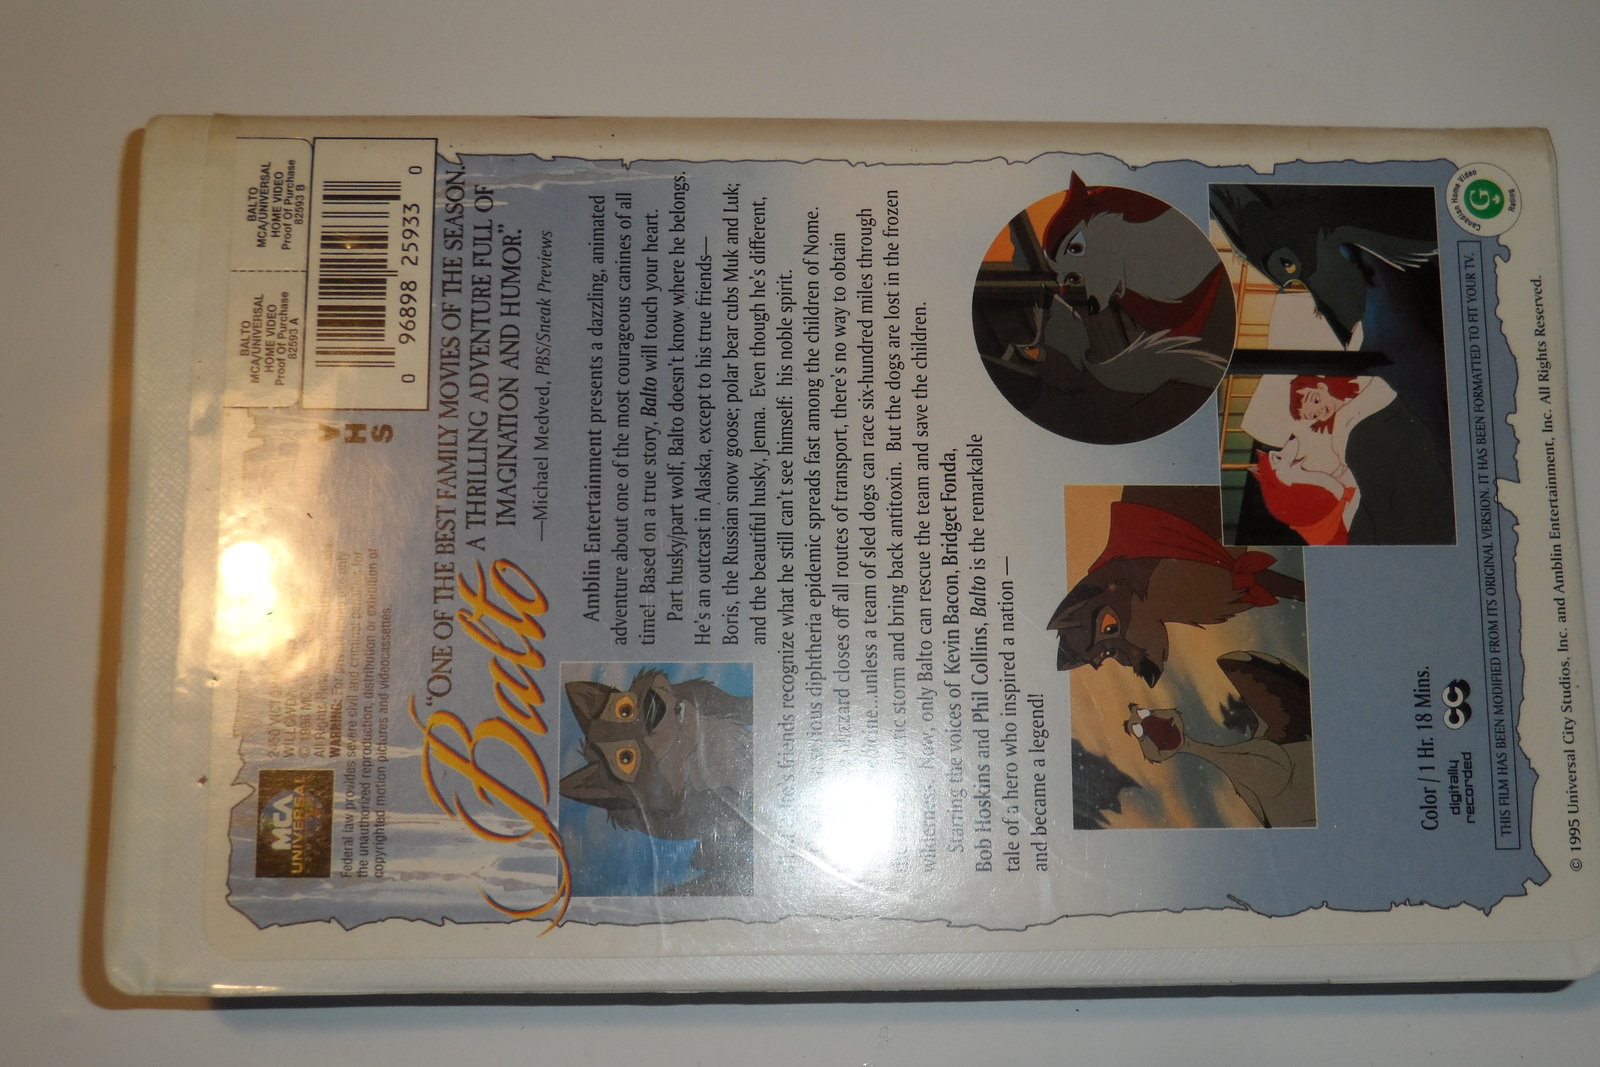 BALTO
MCA/UNIVERSAL
HOME VIDEO
Proof Of Purchase
82593 A
BALTO
MCA/UNIVERSAL
HOME VIDEO
Proof Of Purchase
82593 B
0 96898 25933 0
VHS
MCA
UNIVERSAL
Federal law provides severe civil and criminal penalties for
the unauthorized reproduction, distribution or exhibition of
copyrighted motion pictures and videocassettes.
"ONE OF THE BEST FAMILY MOVIES OF THE SEASON.
A THRILLING ADVENTURE FULL OF
IMAGINATION AND HUMOR."
—Michael Medved, PBS/Sneak Previews
Balto
Amblin Entertainment presents a dazzling, animated
adventure about one of the most courageous canines of all
time! Based on a true story, Balto will touch your heart.
Part husky/part wolf, Balto doesn't know where he belongs.
He's an outcast in Alaska, except to his true friends—
Boris, the Russian snow goose; polar bear cubs Muk and Luk;
and the beautiful husky, Jenna. Even though he's different,
friends recognize what he still can't see himself: his noble spirit.
diphtheria epidemic spreads fast among the children of Nome.
blizzard closes off all routes of transport, there's no way to obtain
unless a team of sled dogs can race six-hundred miles through
storm and bring back antitoxin. But the dogs are lost in the frozen
wilderness. Now, only Balto can rescue the team and save the children.
Starring the voices of Kevin Bacon, Bridget Fonda,
Bob Hoskins and Phil Collins, Balto is the remarkable
tale of a hero who inspired a nation —
and became a legend!
Canadian Home Video
G
Rating
Color / 1 Hr. 18 Mins.
digitally
recorded
CC
THIS FILM HAS BEEN MODIFIED FROM ITS ORIGINAL VERSION. IT HAS BEEN FORMATTED TO FIT YOUR TV.
© 1995 Universal City Studios, Inc. and Amblin Entertainment, Inc. All Rights Reserved.